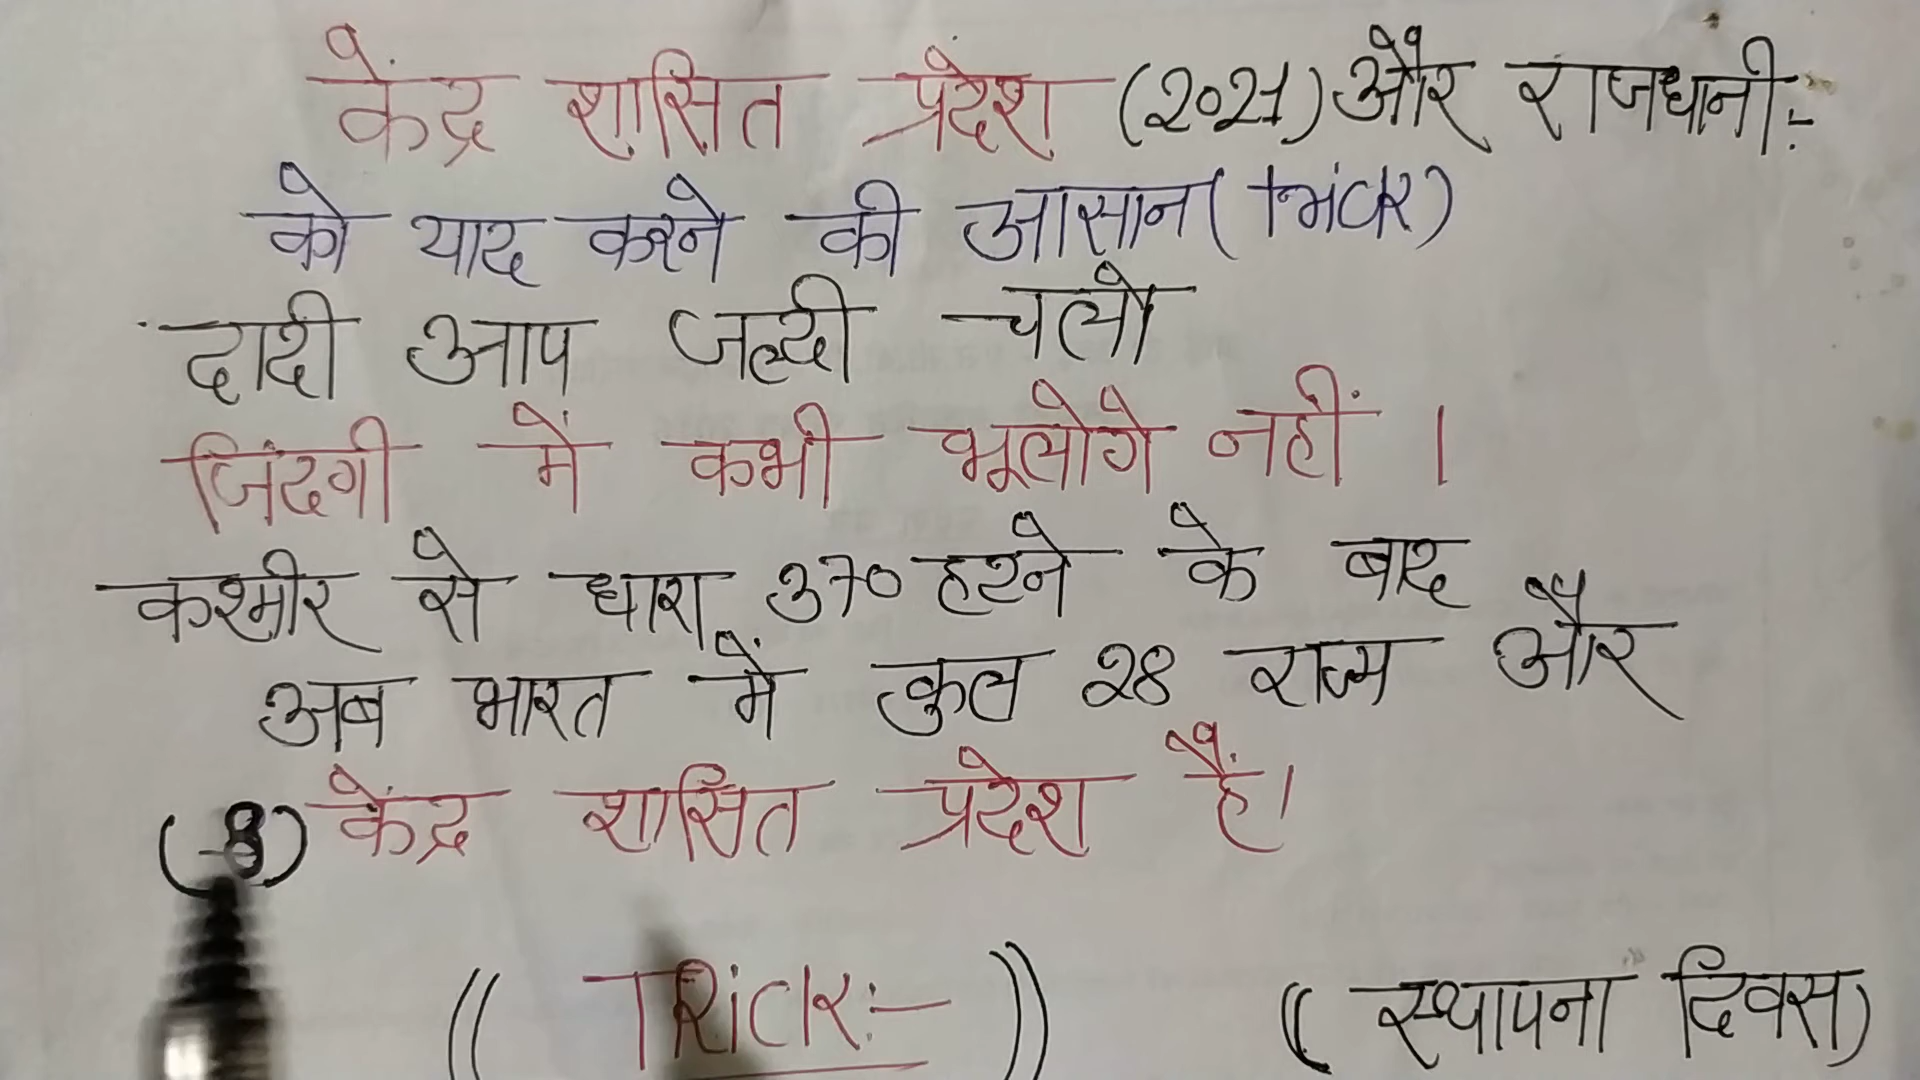 केंद्र शासित प्रदेश (2021) और राजधानी:-
को याद करने की आसान (trick)
दादी आप जल्दी चलो
जिंदगी में कभी भूलोगे नहीं ।
कश्मीर से धारा 370 हटने के बाद
अब भारत में कुल 28 राज्य और
(8) केंद्र शासित प्रदेश हैं।
(( TRiCK:- )) (( स्थापना दिवस)